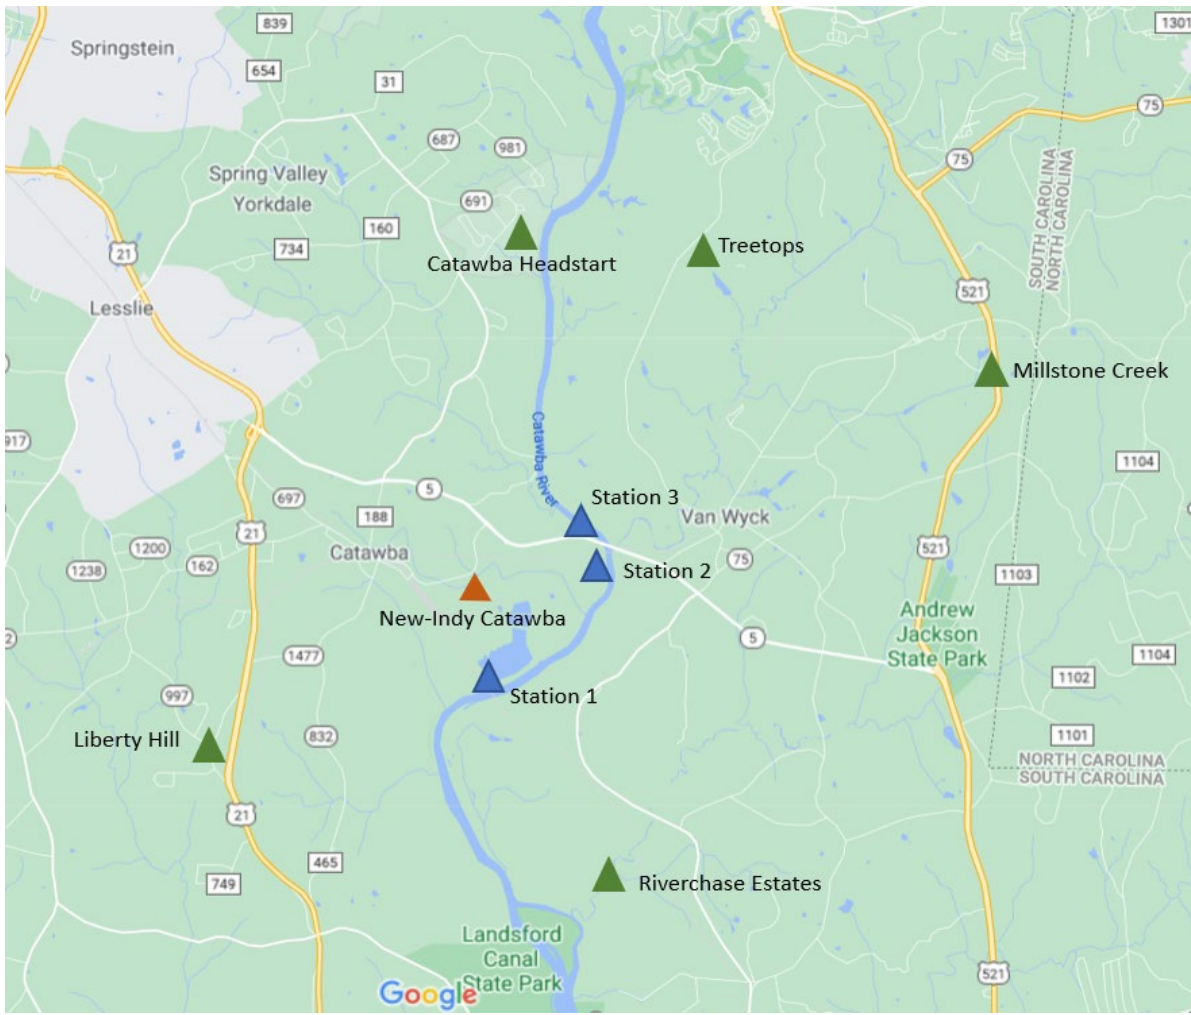 839
1301
Springstein
654
31
75
687
981
75
Spring Valley
Yorkdale
691
160
734
Catawba Headstart
Treetops
SOUTH CAROLINA
NORTH CAROLINA
21
521
Lesslie
Millstone Creek
917
Catawba River
1104
5
697
Station 3
188
Van Wyck
21
1200
Catawba
162
1238
Station 2
75
521
1103
New-Indy Catawba
Andrew
Jackson
State Park
5
1477
1104
1102
997
Station 1
Liberty Hill
832
1101
NORTH CAROLINA
SOUTH CAROLINA
21
465
749
Riverchase Estates
Landsford
Canal
State Park
Google
521